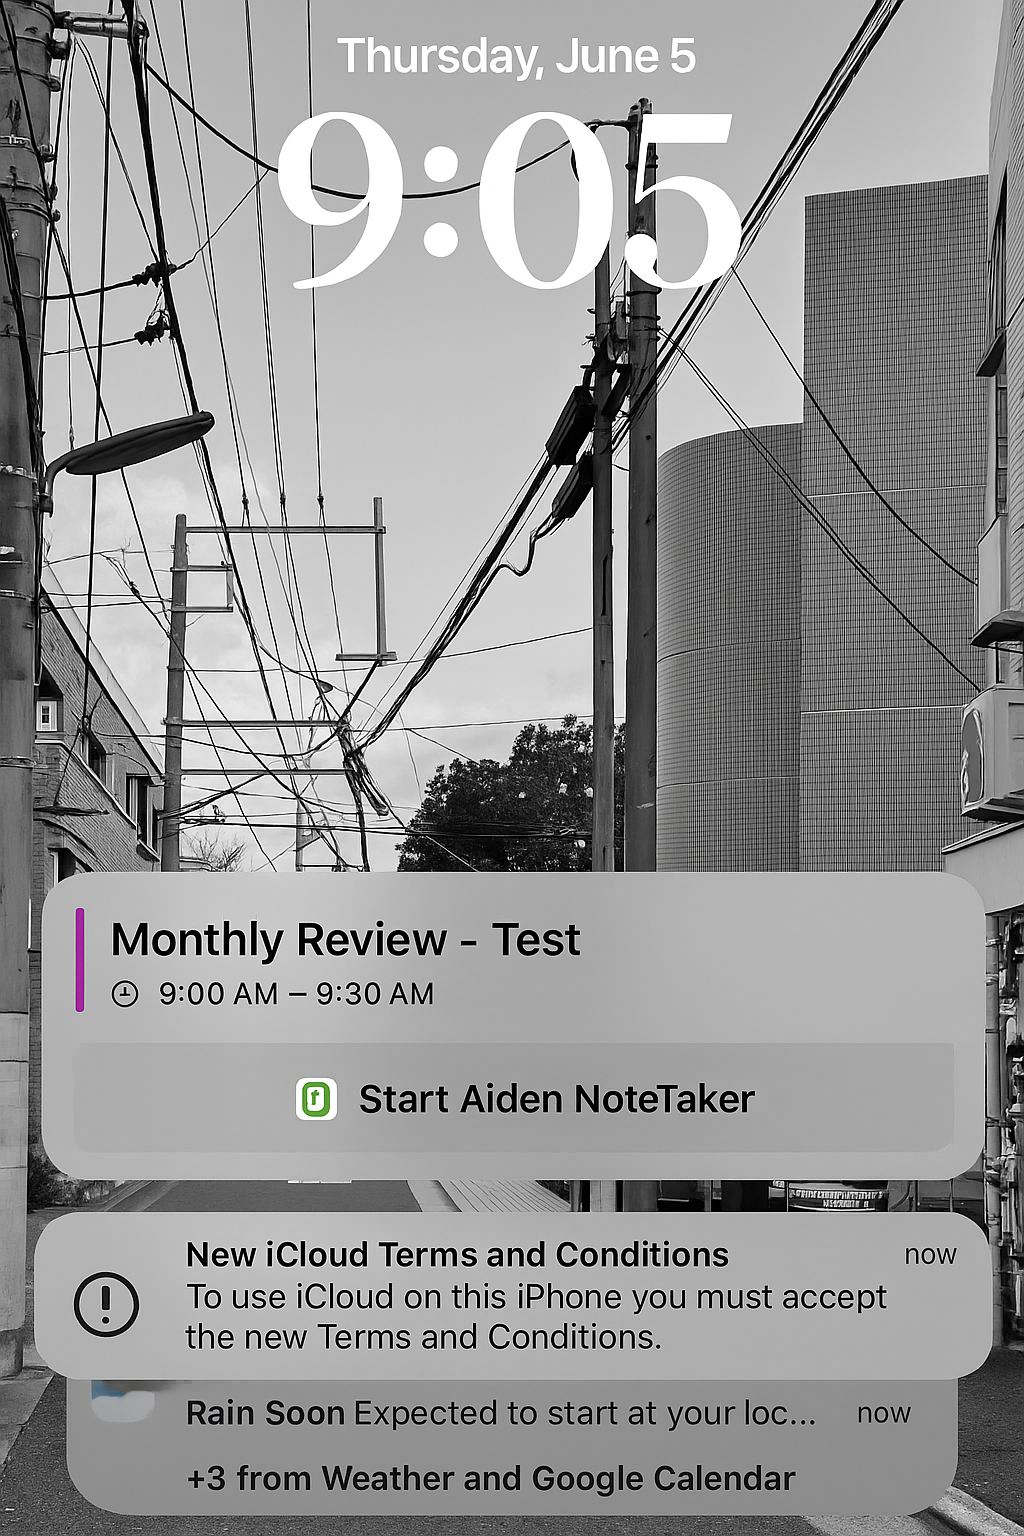 Thursday, June 5
9:05
Monthly Review - Test
9:00 AM – 9:30 AM
Start Aiden NoteTaker
New iCloud Terms and Conditions
now
To use iCloud on this iPhone you must accept
the new Terms and Conditions.
Rain Soon Expected to start at your loc...
now
+3 from Weather and Google Calendar